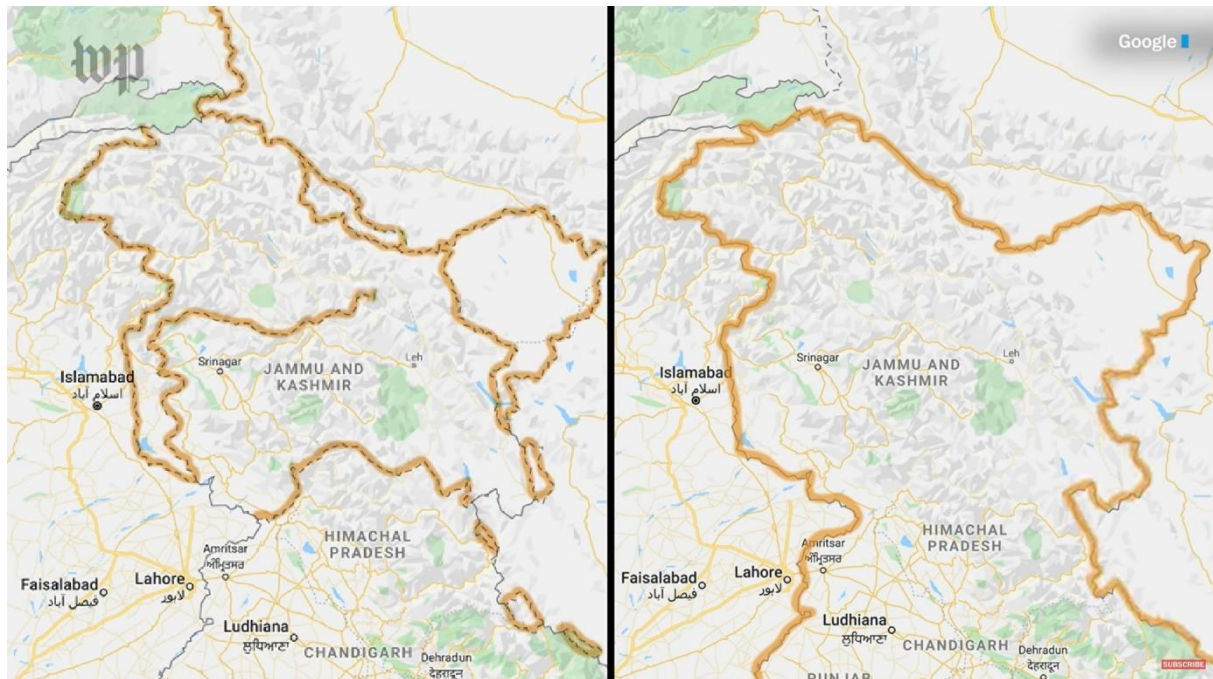 wp
Srinagar
Leh
JAMMU AND
KASHMIR
Islamabad
اسلام آباد
HIMACHAL
PRADESH
Amritsar
ਅੰਮ੍ਰਿਤਸਰ
Faisalabad
فیصل آباد
Lahore
لاہور
Ludhiana
ਲੁਧਿਆਣਾ
CHANDIGARH
Dehradun
देहरादून
Google
Srinagar
Leh
JAMMU AND
KASHMIR
Islamabad
اسلام آباد
HIMACHAL
PRADESH
Amritsar
ਅੰਮ੍ਰਿਤਸਰ
Faisalabad
فیصل آباد
Lahore
لاہور
Ludhiana
ਲੁਧਿਆਣਾ
CHANDIGARH
Dehradun
देहरादून
PUNJAB
SUBSCRIBE